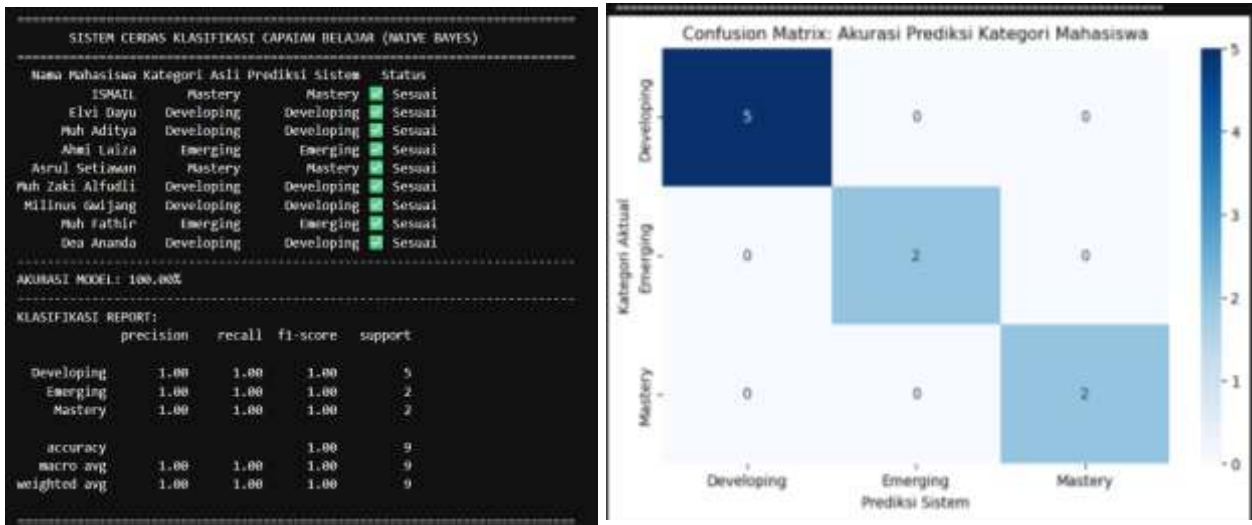 SISTEM CERDAS KLASIFIKASI CAPAIAN BELAJAR (NAIVE BAYES)
Nama Mahasiswa Kategori Asli Prediksi Sistem Status
ISMAIL Mastery Mastery ✅ Sesuai
Elvi Dayu Developing Developing ✅ Sesuai
Muh Aditya Developing Developing ✅ Sesuai
Ahmi Laiza Emerging Emerging ✅ Sesuai
Asrul Setiawan Mastery Mastery ✅ Sesuai
Muh Zaki Alfudli Developing Developing ✅ Sesuai
Milinus Gwijang Developing Developing ✅ Sesuai
Muh Fathir Emerging Emerging ✅ Sesuai
Dea Ananda Developing Developing ✅ Sesuai
AKURASI MODEL: 100.00%
KLASIFIKASI REPORT:
precision recall f1-score support
Developing 1.00 1.00 1.00 5
Emerging 1.00 1.00 1.00 2
Mastery 1.00 1.00 1.00 2
accuracy 1.00 9
macro avg 1.00 1.00 1.00 9
weighted avg 1.00 1.00 1.00 9
Confusion Matrix: Akurasi Prediksi Kategori Mahasiswa
Kategori Aktual
Developing 5 0 0
Emerging 0 2 0
Mastery 0 0 2
Developing Emerging Mastery
Prediksi Sistem
5
4
3
2
1
0